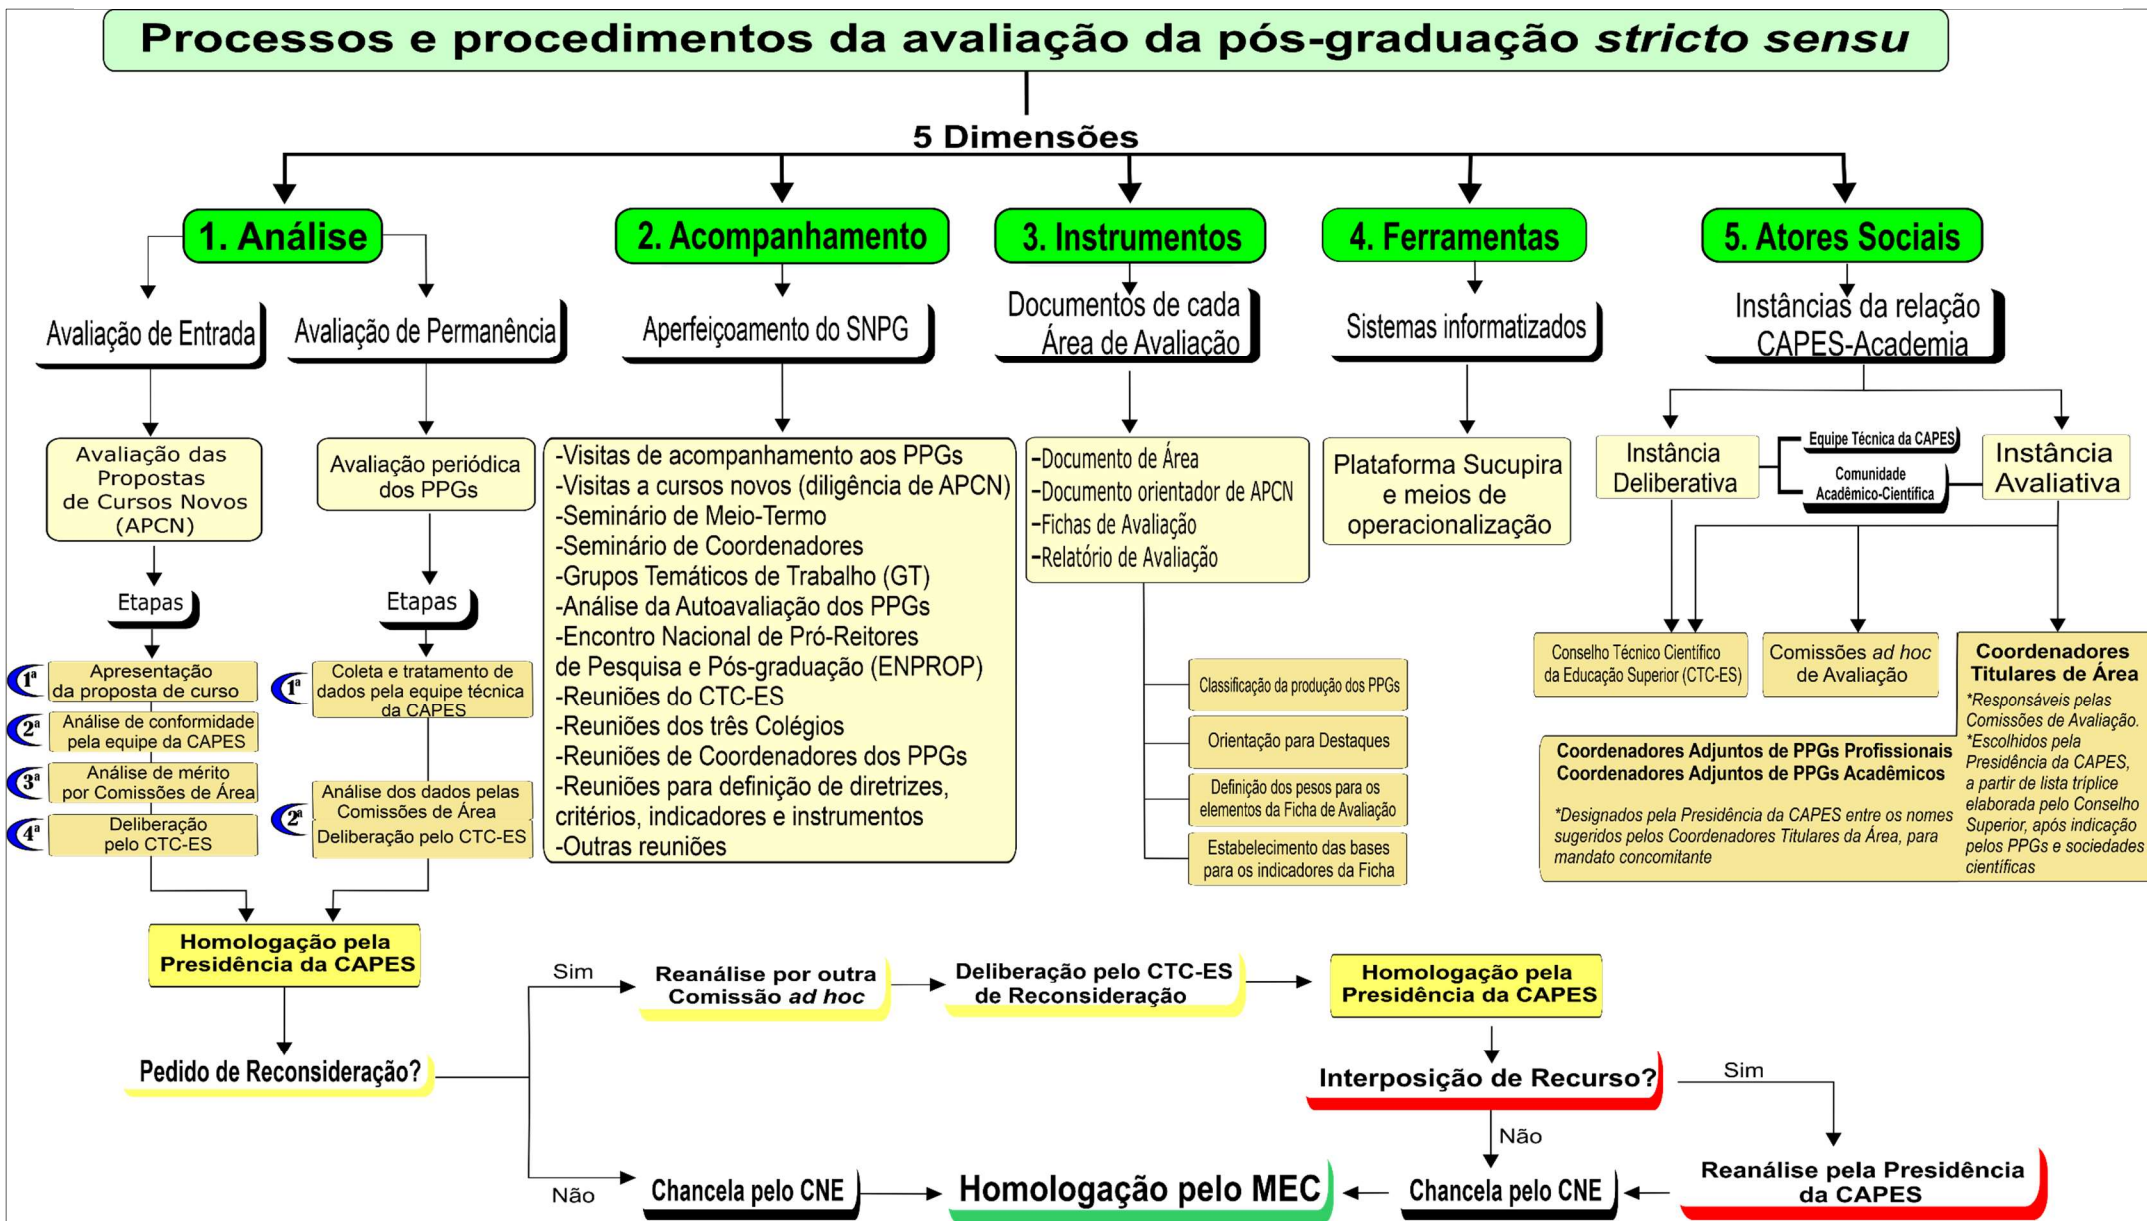 Processos e procedimentos da avaliação da pós-graduação stricto sensu
5 Dimensões
1. Análise
Avaliação de Entrada
Avaliação das
Propostas
de Cursos Novos
(APCN)
Etapas
1ª
Apresentação
da proposta de curso
2ª
Análise de conformidade
pela equipe da CAPES
3ª
Análise de mérito
por Comissões de Área
4ª
Deliberação
pelo CTC-ES
Avaliação de Permanência
Avaliação periódica
dos PPGs
Etapas
1ª
Coleta e tratamento de
dados pela equipe técnica
da CAPES
2ª
Análise dos dados pelas
Comissões de Área
Deliberação pelo CTC-ES
2. Acompanhamento
Aperfeiçoamento do SNPG
-Visitas de acompanhamento aos PPGs
-Visitas a cursos novos (diligência de APCN)
-Seminário de Meio-Termo
-Seminário de Coordenadores
-Grupos Temáticos de Trabalho (GT)
-Análise da Autoavaliação dos PPGs
-Encontro Nacional de Pró-Reitores
de Pesquisa e Pós-graduação (ENPROP)
-Reuniões do CTC-ES
-Reuniões dos três Colégios
-Reuniões de Coordenadores dos PPGs
-Reuniões para definição de diretrizes,
critérios, indicadores e instrumentos
-Outras reuniões
3. Instrumentos
Documentos de cada
Área de Avaliação
-Documento de Área
-Documento orientador de APCN
-Fichas de Avaliação
-Relatório de Avaliação
Classificação da produção dos PPGs
Orientação para Destaques
Definição dos pesos para os
elementos da Ficha de Avaliação
Estabelecimento das bases
para os indicadores da Ficha
4. Ferramentas
Sistemas informatizados
Plataforma Sucupira
e meios de
operacionalização
5. Atores Sociais
Instâncias da relação
CAPES-Academia
Instância
Deliberativa
Equipe Técnica da CAPES
Comunidade
Acadêmico-Científica
Instância
Avaliativa
Conselho Técnico Científico
da Educação Superior (CTC-ES)
Comissões ad hoc
de Avaliação
Coordenadores
Titulares de Área
*Responsáveis pelas
Comissões de Avaliação.
*Escolhidos pela
Presidência da CAPES,
a partir de lista tríplice
elaborada pelo Conselho
Superior, após indicação
pelos PPGs e sociedades
científicas
Coordenadores Adjuntos de PPGs Profissionais
Coordenadores Adjuntos de PPGs Acadêmicos
*Designados pela Presidência da CAPES entre os nomes
sugeridos pelos Coordenadores Titulares da Área, para
mandato concomitante
Homologação pela
Presidência da CAPES
Pedido de Reconsideração?
Sim
Reanálise por outra
Comissão ad hoc
Deliberação pelo CTC-ES
de Reconsideração
Homologação pela
Presidência da CAPES
Interposição de Recurso?
Sim
Não
Reanálise pela Presidência
da CAPES
Não
Chancela pelo CNE
Homologação pelo MEC
Chancela pelo CNE